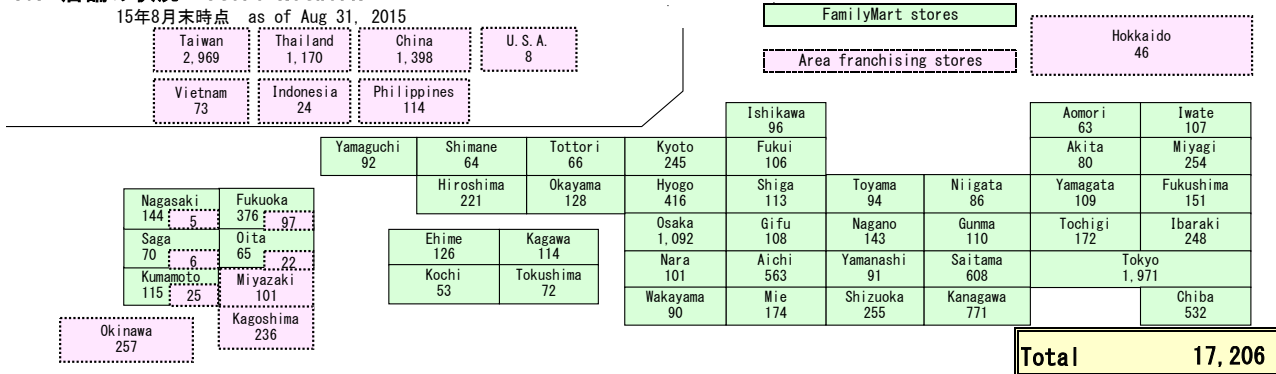 15年8月末時点 as of Aug 31, 2015
FamilyMart stores
Area franchising stores
Hokkaido
46
Taiwan
2,969
Thailand
1,170
China
1,398
U.S.A.
8
Vietnam
73
Indonesia
24
Philippines
114
Ishikawa
96
Aomori
63
Iwate
107
Yamaguchi
92
Shimane
64
Tottori
66
Kyoto
245
Fukui
106
Akita
80
Miyagi
254
Hiroshima
221
Okayama
128
Hyogo
416
Shiga
113
Toyama
94
Niigata
86
Yamagata
109
Fukushima
151
Nagasaki
144 5
Fukuoka
376 97
Osaka
1,092
Gifu
108
Nagano
143
Gunma
110
Tochigi
172
Ibaraki
248
Saga
70 6
Oita
65 22
Ehime
126
Kagawa
114
Nara
101
Aichi
563
Yamanashi
91
Saitama
608
Tokyo
1,971
Kumamoto
115 25
Miyazaki
101
Kochi
53
Tokushima
72
Wakayama
90
Mie
174
Shizuoka
255
Kanagawa
771
Chiba
532
Okinawa
257
Kagoshima
236
Total 17,206